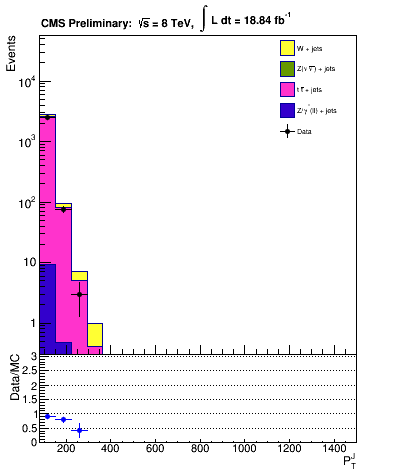 CMS Preliminary: √s = 8 TeV, ∫ L dt = 18.84 fb⁻¹
Events
W + jets
Z(ν ν̅) + jets
t t̅ + jets
Z/γ*(ll) + jets
Data
10⁴
10³
10²
10
1
Data/MC
3
2.5
2
1.5
1
0.5
0
200 400 600 800 1000 1200 1400
P_T^J